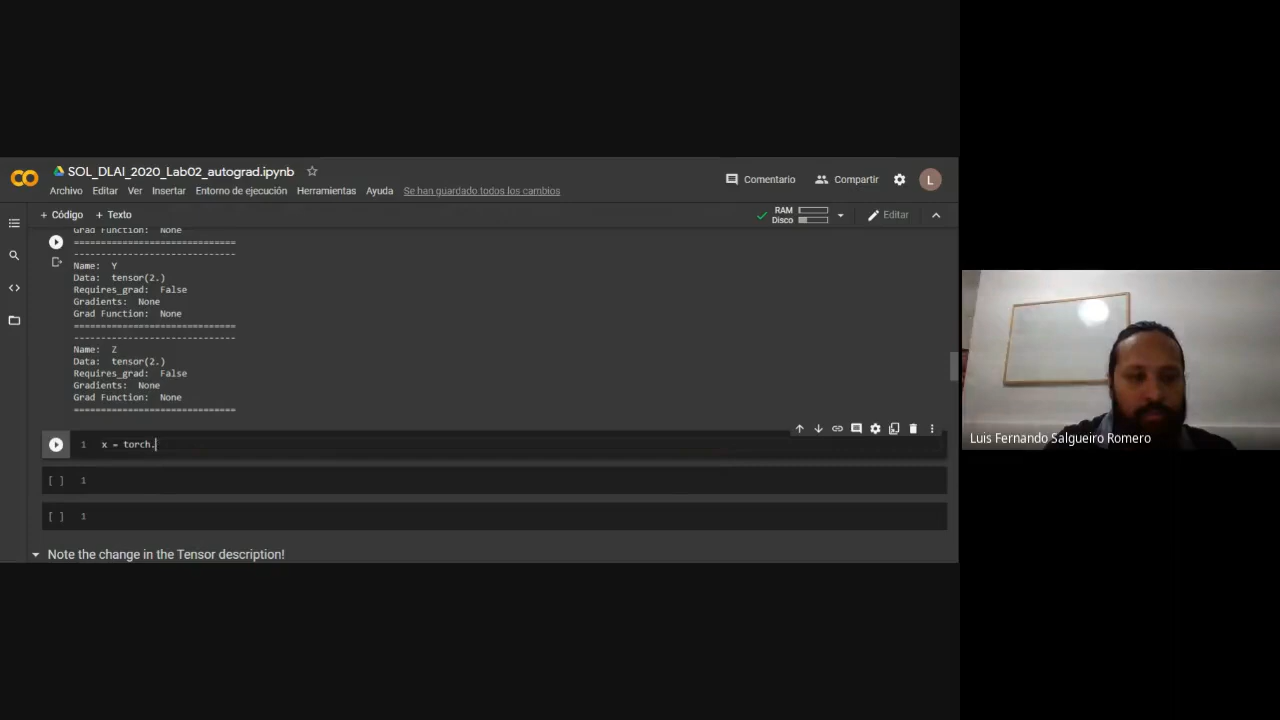 SOL_DLAI_2020_Lab02_autograd.ipynb
Archivo Editar Ver Insertar Entorno de ejecución Herramientas Ayuda Se han guardado todos los cambios
Comentario Compartir L
+ Código + Texto
RAM
Disco
Editar
Grad Function: None
==============================
------------------------------
Name: Y
Data: tensor(2.)
Requires_grad: False
Gradients: None
Grad Function: None
==============================
------------------------------
Name: Z
Data: tensor(2.)
Requires_grad: False
Gradients: None
Grad Function: None
==============================
1 x = torch.
[ ] 1
[ ] 1
Note the change in the Tensor description!
Luis Fernando Salgueiro Romero